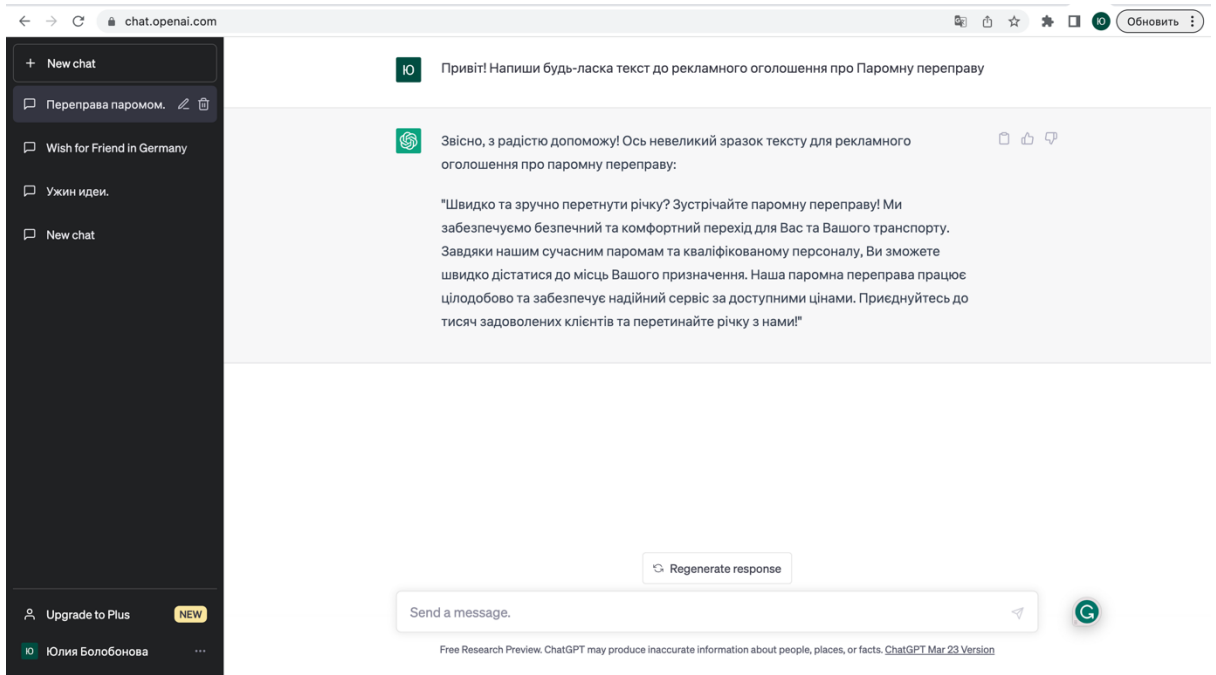 chat.openai.com
Ю
Обновить
+ New chat
Переправа паромом.
Wish for Friend in Germany
Ужин идеи.
New chat
Upgrade to Plus
NEW
Ю
Юлия Болобонова
...
Ю
Привіт! Напиши будь-ласка текст до рекламного оголошення про Паромну переправу
Звісно, з радістю допоможу! Ось невеликий зразок тексту для рекламного
оголошення про паромну переправу:
"Швидко та зручно перетнути річку? Зустрічайте паромну переправу! Ми
забезпечуємо безпечний та комфортний перехід для Вас та Вашого транспорту.
Завдяки нашим сучасним паромам та кваліфікованому персоналу, Ви зможете
швидко дістатися до місць Вашого призначення. Наша паромна переправа працює
цілодобово та забезпечує надійний сервіс за доступними цінами. Приєднуйтесь до
тисяч задоволених клієнтів та перетинайте річку з нами!"
Regenerate response
Send a message.
G
Free Research Preview. ChatGPT may produce inaccurate information about people, places, or facts. ChatGPT Mar 23 Version